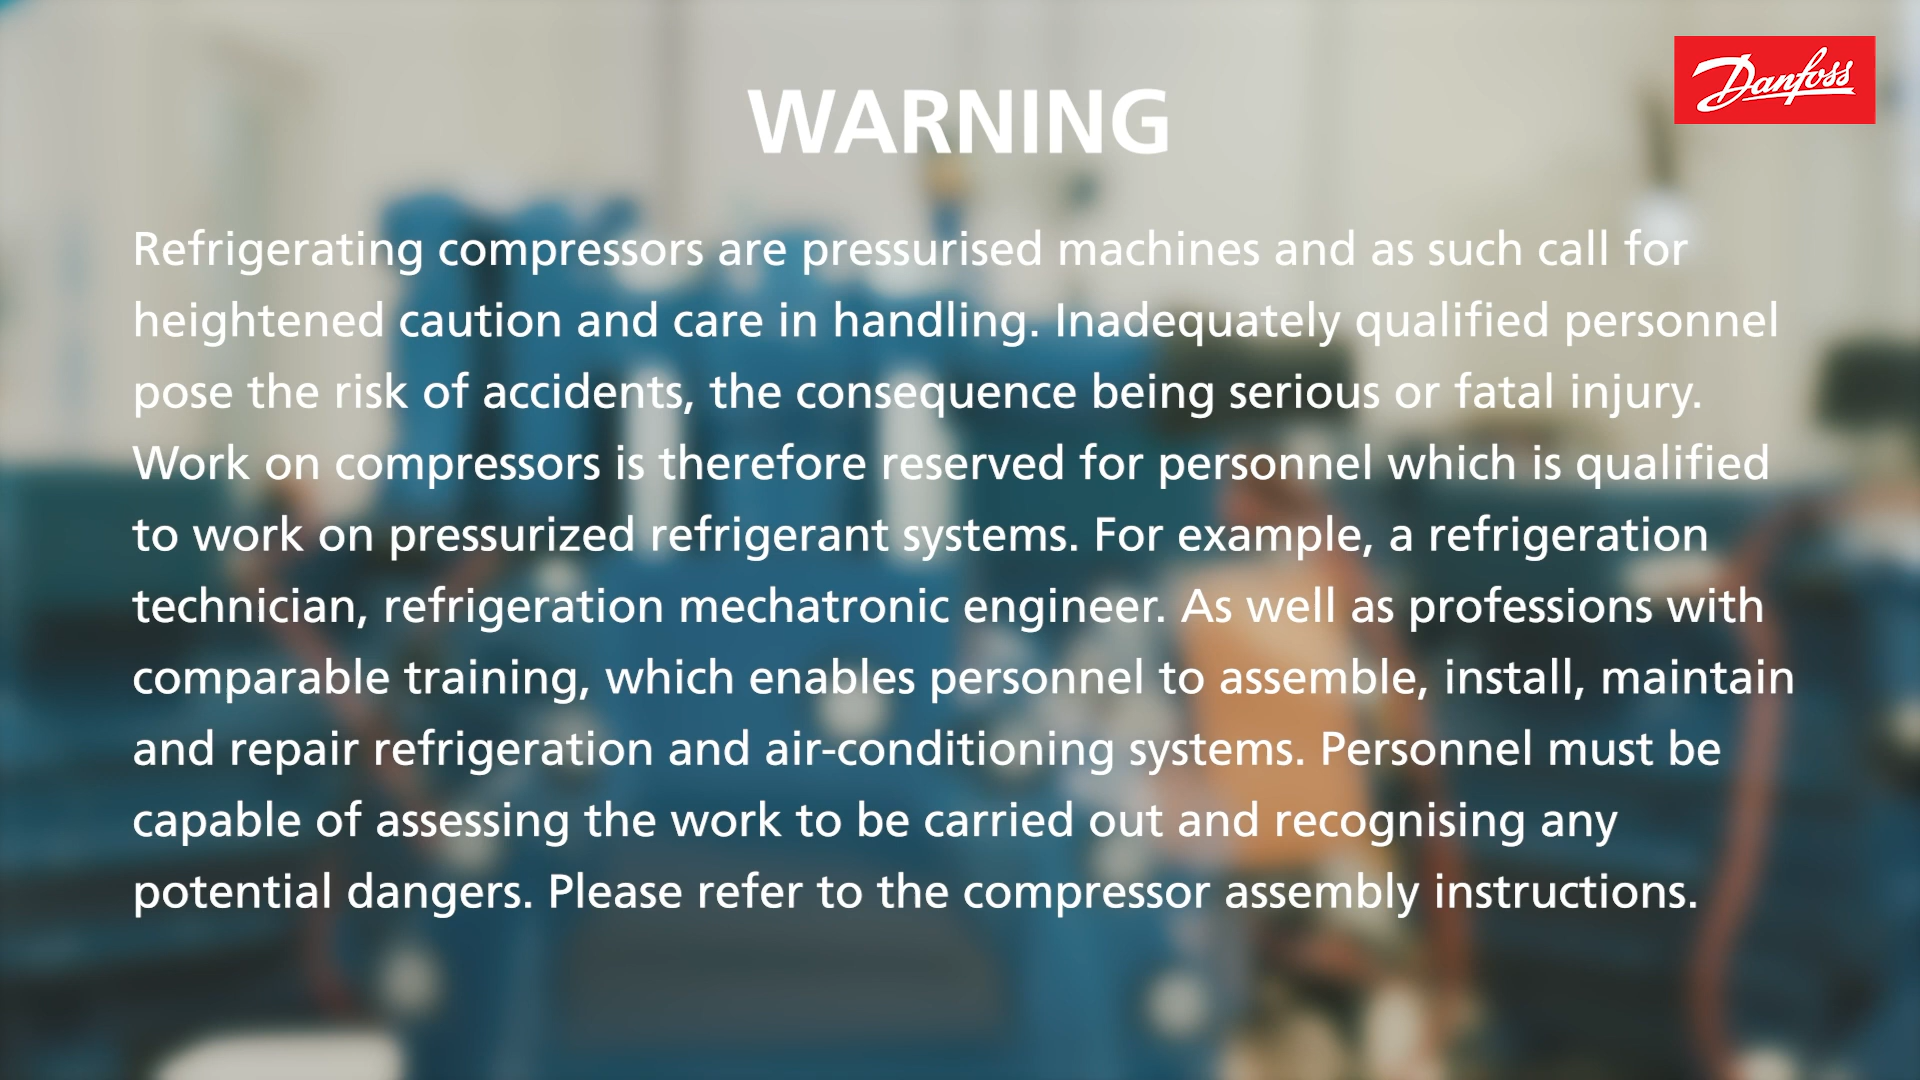 Danfoss
WARNING
Refrigerating compressors are pressurised machines and as such call for
heightened caution and care in handling. Inadequately qualified personnel
pose the risk of accidents, the consequence being serious or fatal injury.
Work on compressors is therefore reserved for personnel which is qualified
to work on pressurized refrigerant systems. For example, a refrigeration
technician, refrigeration mechatronic engineer. As well as professions with
comparable training, which enables personnel to assemble, install, maintain
and repair refrigeration and air-conditioning systems. Personnel must be
capable of assessing the work to be carried out and recognising any
potential dangers. Please refer to the compressor assembly instructions.